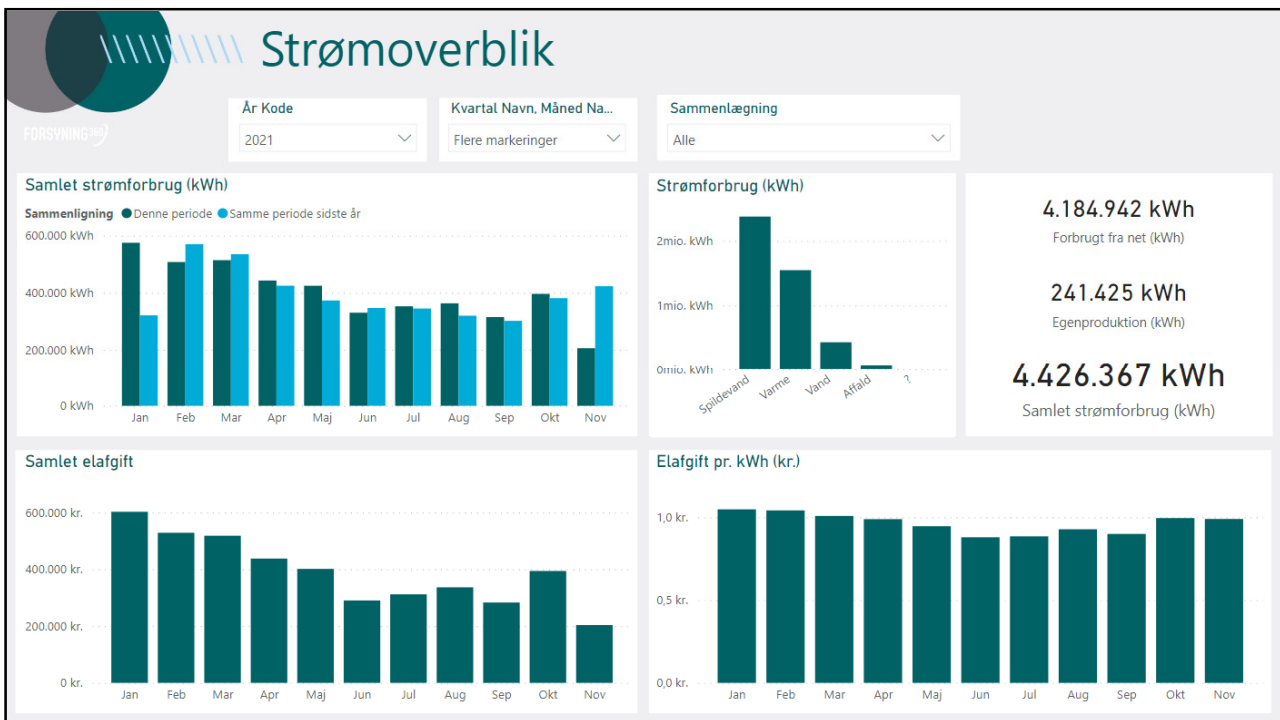 Strømoverblik
FORSYNING360
År Kode
2021
Kvartal Navn, Måned Na...
Flere markeringer
Sammenlægning
Alle
Samlet strømforbrug (kWh)
Sammenligning Denne periode Samme periode sidste år
600.000 kWh
400.000 kWh
200.000 kWh
0 kWh
Jan Feb Mar Apr Maj Jun Jul Aug Sep Okt Nov
Strømforbrug (kWh)
2mio. kWh
1mio. kWh
0mio. kWh
Spildevand Varme Vand Affald ?
4.184.942 kWh
Forbrugt fra net (kWh)
241.425 kWh
Egenproduktion (kWh)
4.426.367 kWh
Samlet strømforbrug (kWh)
Samlet elafgift
600.000 kr.
400.000 kr.
200.000 kr.
0 kr.
Jan Feb Mar Apr Maj Jun Jul Aug Sep Okt Nov
Elafgift pr. kWh (kr.)
1,0 kr.
0,5 kr.
0,0 kr.
Jan Feb Mar Apr Maj Jun Jul Aug Sep Okt Nov